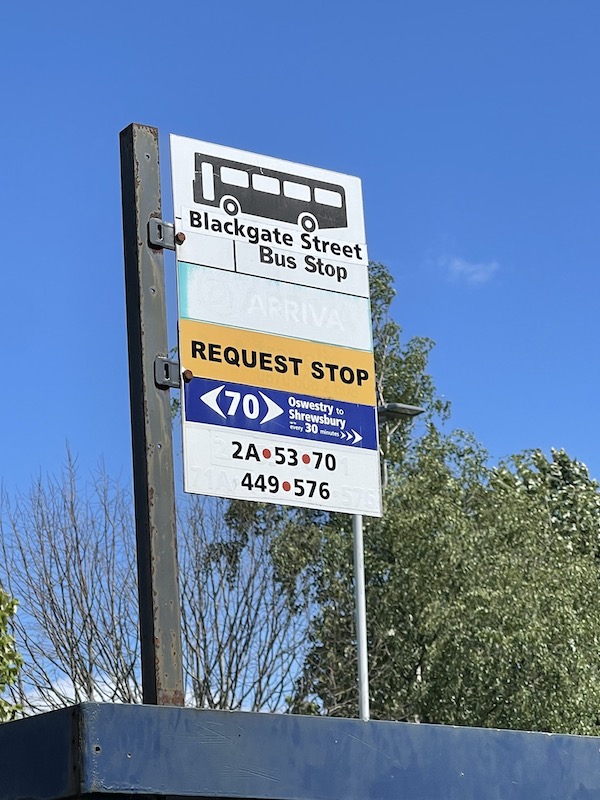 Blackgate Street
Bus Stop
ARRIVA
REQUEST STOP
70
Oswestry to
Shrewsbury
every 30 minutes
2A•53•70
449•576